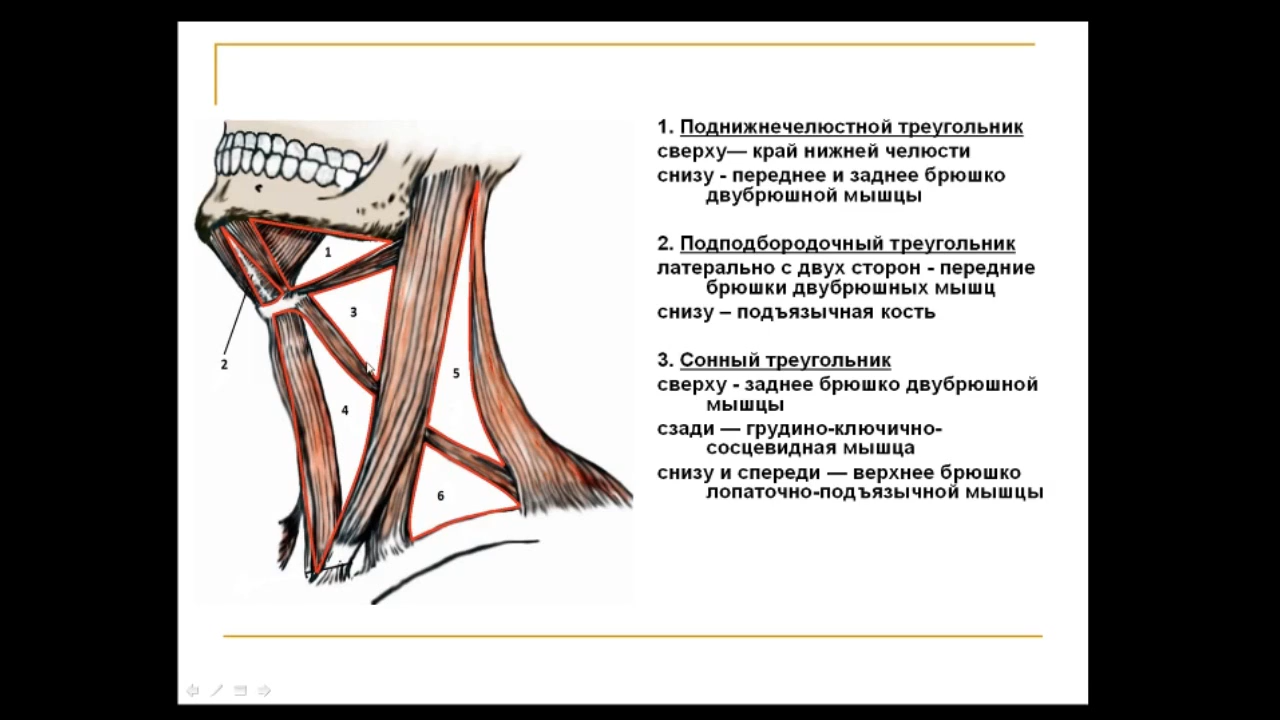 1. Поднижнечелюстной треугольник
сверху— край нижней челюсти
снизу - переднее и заднее брюшко
двубрюшной мышцы
2. Подподбородочный треугольник
латерально с двух сторон - передние
брюшки двубрюшных мышц
снизу – подъязычная кость
3. Сонный треугольник
сверху - заднее брюшко двубрюшной
мышцы
сзади — грудино-ключично-
сосцевидная мышца
снизу и спереди — верхнее брюшко
лопаточно-подъязычной мышцы
1
3
2
5
4
6